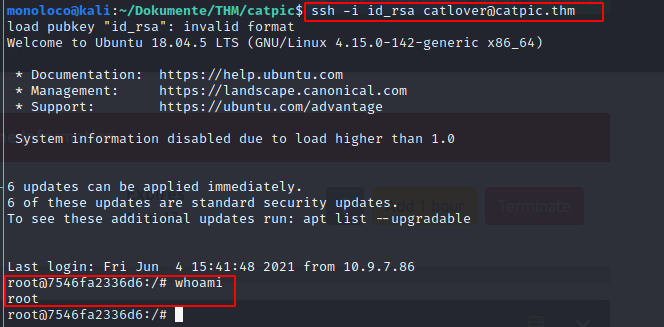 monoloco@kali:~/Dokumente/THM/catpic$ ssh -i id_rsa catlover@catpic.thm
load pubkey "id_rsa": invalid format
Welcome to Ubuntu 18.04.5 LTS (GNU/Linux 4.15.0-142-generic x86_64)
* Documentation: https://help.ubuntu.com
* Management: https://landscape.canonical.com
* Support: https://ubuntu.com/advantage
System information disabled due to load higher than 1.0
6 updates can be applied immediately.
1 hour
Terminate
6 of these updates are standard security updates.
To see these additional updates run: apt list --upgradable
Last login: Fri Jun 4 15:41:48 2021 from 10.9.7.86
root@7546fa2336d6:/# whoami
root
root@7546fa2336d6:/#